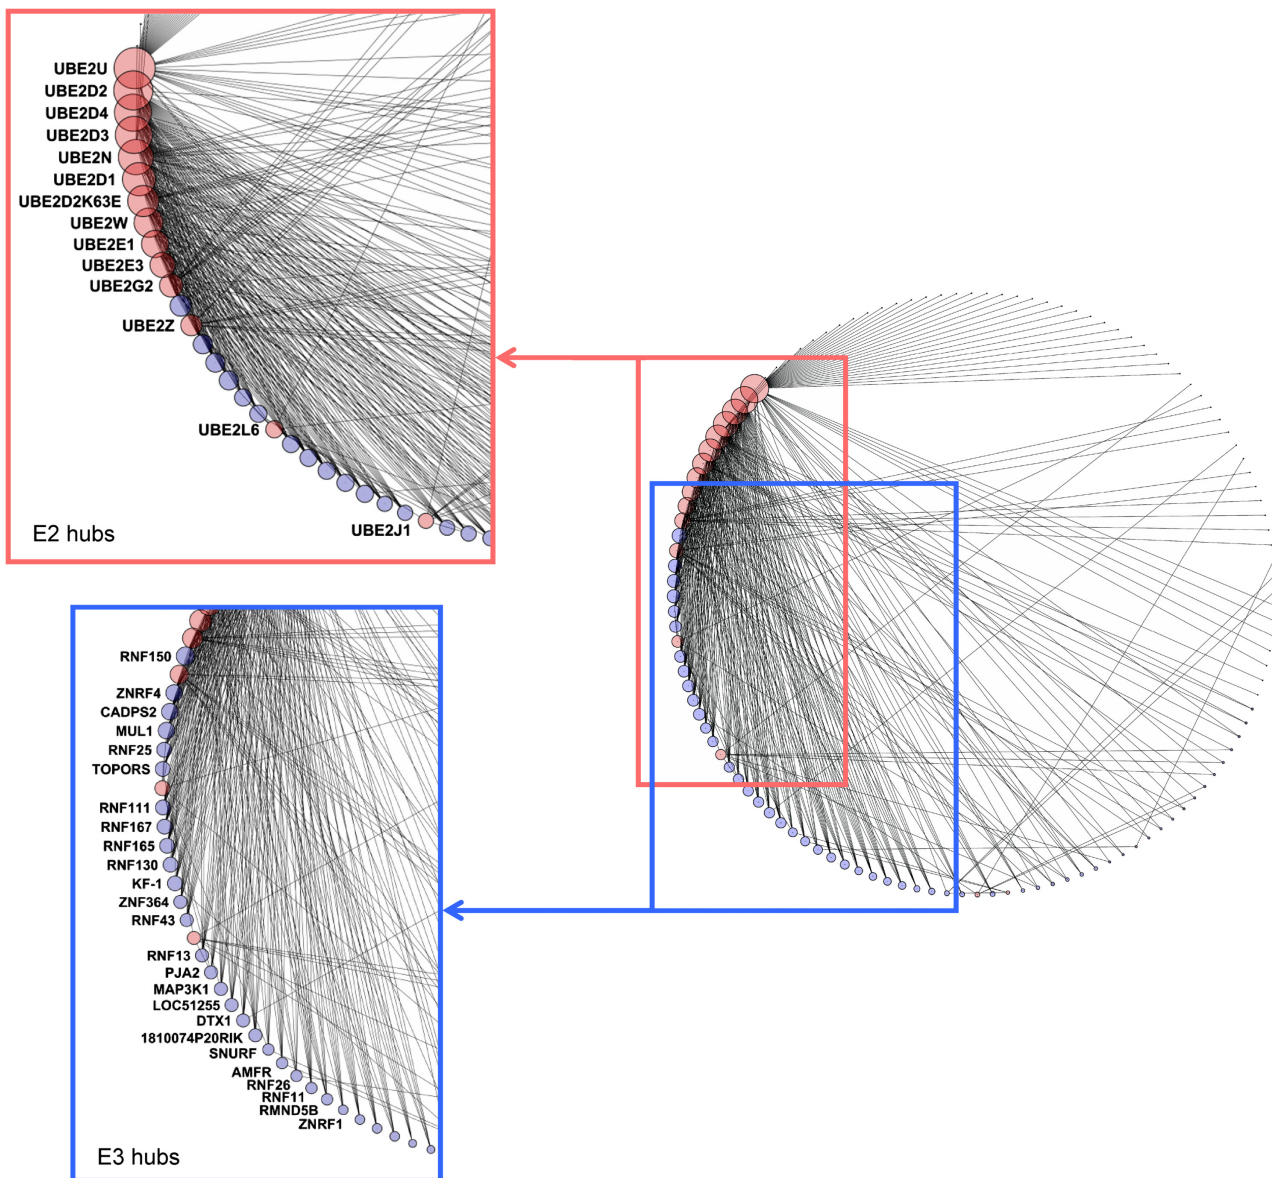 UBE2U
UBE2D2
UBE2D4
UBE2D3
UBE2N
UBE2D1
UBE2D2K63E
UBE2W
UBE2E1
UBE2E3
UBE2G2
UBE2Z
UBE2L6
UBE2J1
E2 hubs
RNF150
ZNRF4
CADPS2
MUL1
RNF25
TOPORS
RNF111
RNF167
RNF165
RNF130
KF-1
ZNF364
RNF43
RNF13
PJA2
MAP3K1
LOC51255
DTX1
1810074P20RIK
SNURF
AMFR
RNF26
RNF11
RMND5B
ZNRF1
E3 hubs